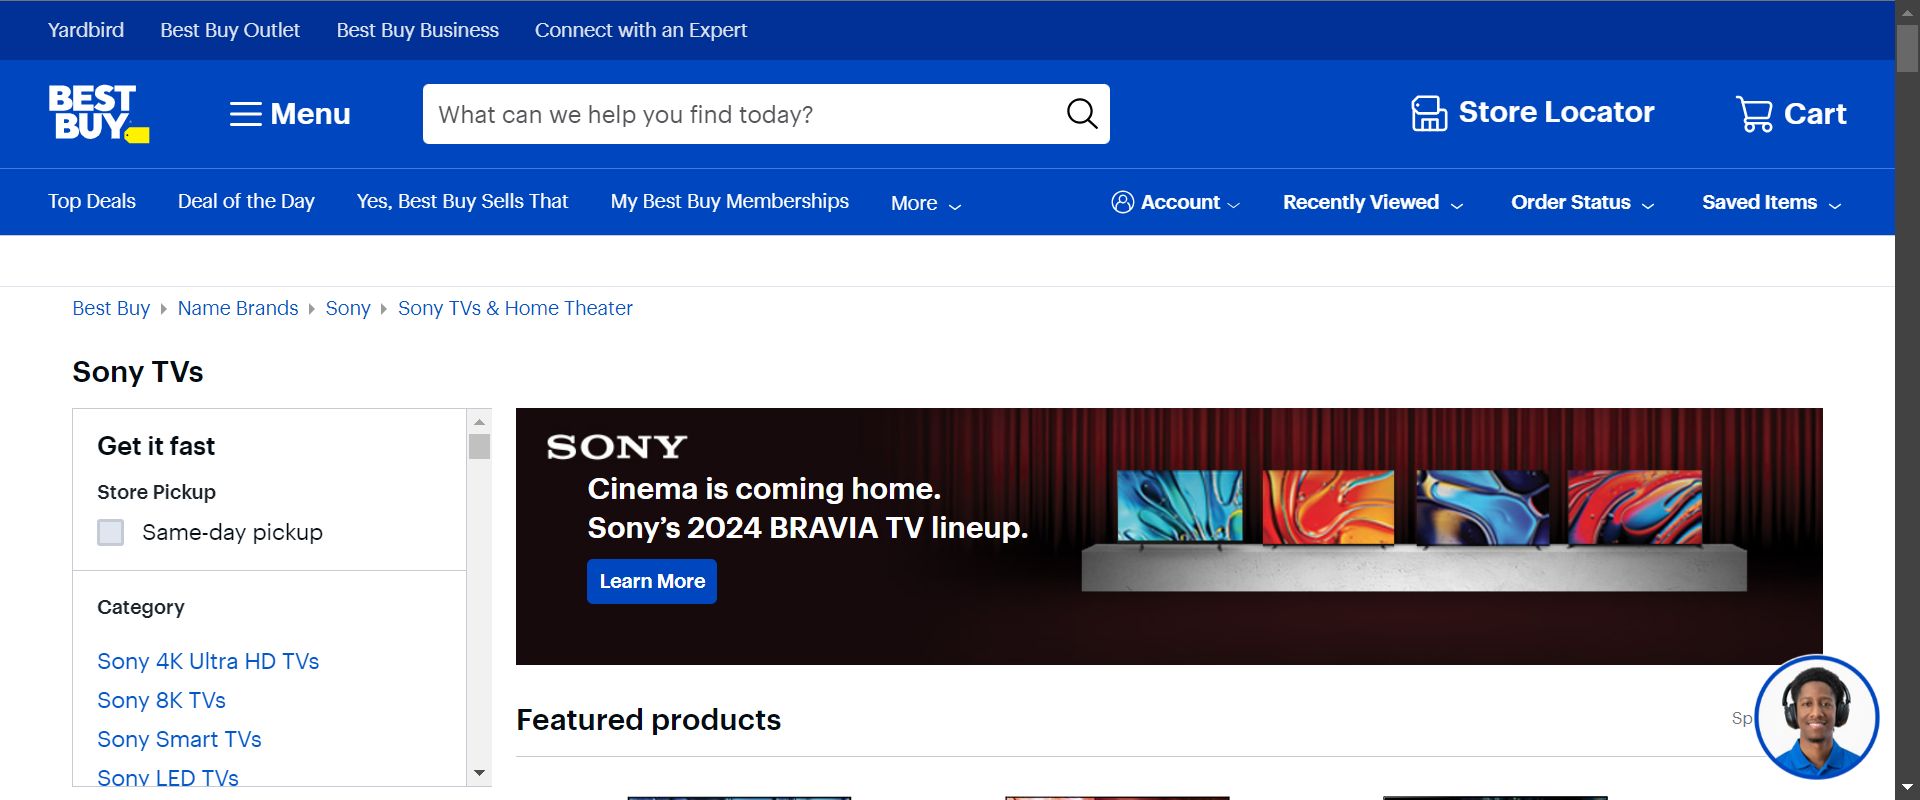 Yardbird Best Buy Outlet Best Buy Business Connect with an Expert
BEST
BUY
Menu
What can we help you find today?
Store Locator
Cart
Top Deals Deal of the Day Yes, Best Buy Sells That My Best Buy Memberships More Account Recently Viewed Order Status Saved Items
Best Buy Name Brands Sony Sony TVs & Home Theater
Sony TVs
Get it fast
Store Pickup
Same-day pickup
Category
Sony 4K Ultra HD TVs
Sony 8K TVs
Sony Smart TVs
Sony LED TVs
SONY
Cinema is coming home.
Sony’s 2024 BRAVIA TV lineup.
Learn More
Featured products